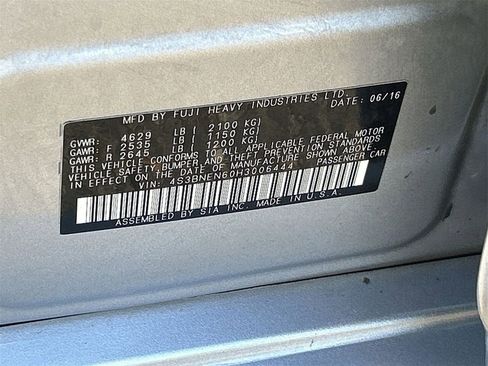 MFD BY FUJI HEAVY INDUSTRIES LTD.
DATE: 06/16
GVWR: 4629 LB ( 2100 KG)
GAWR: F 2535 LB ( 1150 KG)
GAWR: R 2645 LB ( 1200 KG)
THIS VEHICLE CONFORMS TO ALL APPLICABLE FEDERAL MOTOR
VEHICLE SAFETY, BUMPER AND THEFT PREVENTION STANDARDS
IN EFFECT ON THE DATE OF MANUFACTURE SHOWN ABOVE.
VIN: 4S3BNEN60H3006444 PASSENGER CAR
ASSEMBLED BY SIA INC. MADE IN U.S.A.